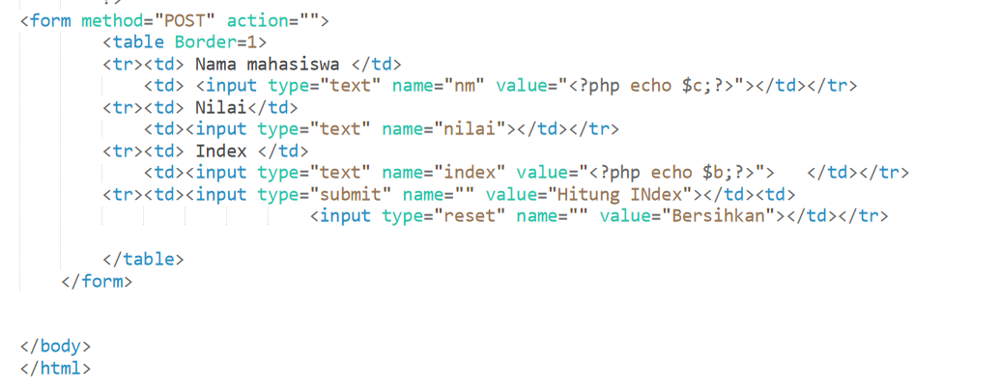 <form method="POST" action="">
<table Border=1>
<tr><td> Nama mahasiswa </td>
<td> <input type="text" name="nm" value="<?php echo $c;?>"></td></tr>
<tr><td> Nilai</td>
<td><input type="text" name="nilai"></td></tr>
<tr><td> Index </td>
<td><input type="text" name="index" value="<?php echo $b;?>">   </td></tr>
<tr><td><input type="submit" name="" value="Hitung INdex"></td><td>
<input type="reset" name="" value="Bersihkan"></td></tr>
</table>
</form>
</body>
</html>